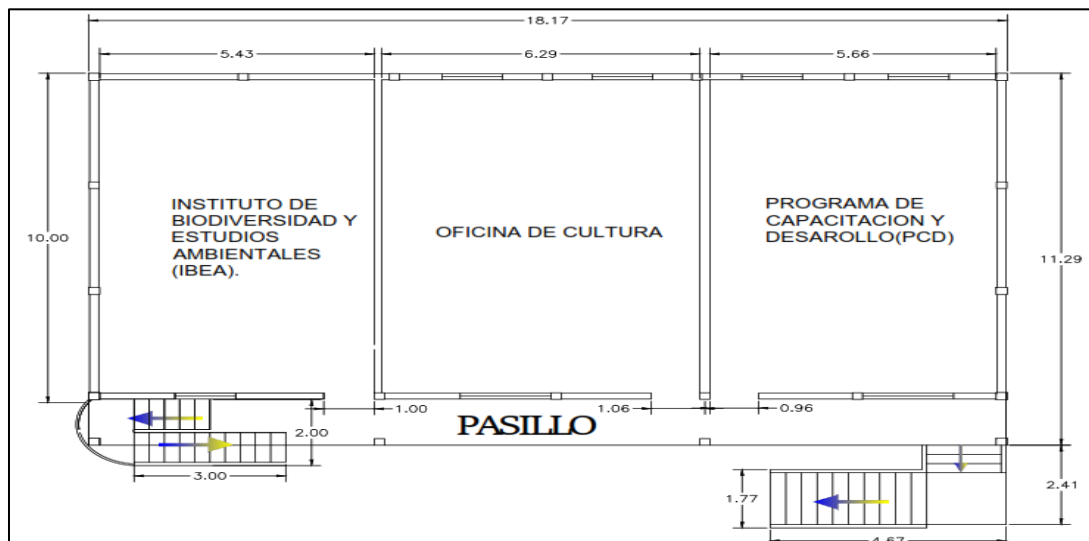 18.17
5.43
6.29
5.66
INSTITUTO DE
BIODIVERSIDAD Y
ESTUDIOS
AMBIENTALES
(IBEA).
OFICINA DE CULTURA
PROGRAMA DE
CAPACITACION Y
DESAROLLO(PCD)
10.00
11.29
1.00
1.06
0.96
PASILLO
2.00
3.00
1.77
2.41
4.67